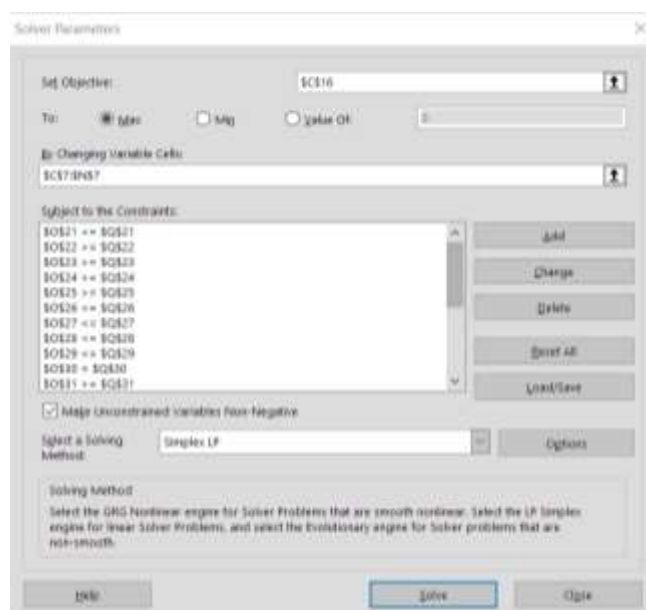 Solver Parameters
Set Objective: $C$16
To: Max Min Value Of: 0
By Changing Variable Cells:
$C$7:$N$7
Subject to the Constraints:
$O$21 <= $Q$21
$O$22 >= $Q$22
$O$23 >= $Q$23
$O$24 <= $Q$24
$O$25 >= $Q$25
$O$26 <= $Q$26
$O$27 <= $Q$27
$O$28 <= $Q$28
$O$29 <= $Q$29
$O$30 = $Q$30
$O$31 >= $Q$31
Add
Change
Delete
Reset All
Load/Save
Make Unconstrained Variables Non-Negative
Select a Solving Method: Simplex LP
Options
Solving Method
Select the GRG Nonlinear engine for Solver Problems that are smooth nonlinear. Select the LP Simplex
engine for linear Solver Problems, and select the Evolutionary engine for Solver problems that are
non-smooth.
Help Solve Close